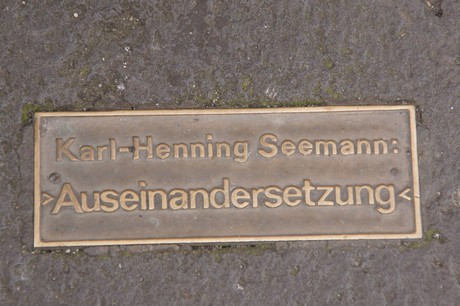 Karl-Henning Seemann:
>Auseinandersetzung<